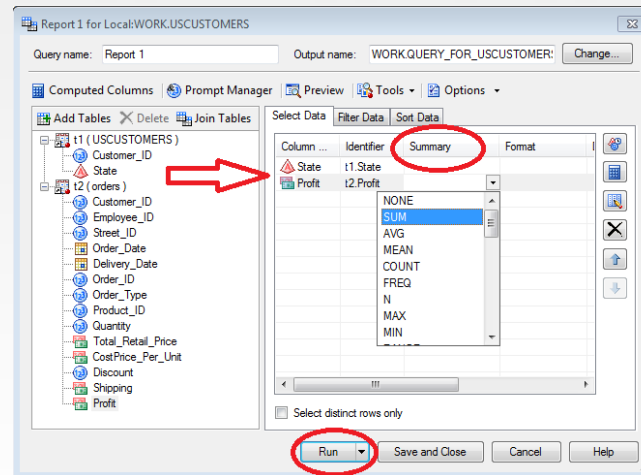 Report 1 for Local:WORK.USCUSTOMERS
Query name: Report 1 Output name: WORK.QUERY_FOR_USCUSTOMER: Change...
Computed Columns Prompt Manager Preview Tools Options
Add Tables Delete Join Tables
t1 (USCUSTOMERS)
Customer_ID
State
t2 (orders)
Customer_ID
Employee_ID
Street_ID
Order_Date
Delivery_Date
Order_ID
Order_Type
Product_ID
Quantity
Total_Retail_Price
CostPrice_Per_Unit
Discount
Shipping
Profit
Select Data Filter Data Sort Data
Column ... Identifier Summary Format
State t1.State
Profit t2.Profit
NONE
SUM
AVG
MEAN
COUNT
FREQ
N
MAX
MIN
Select distinct rows only
Run Save and Close Cancel Help